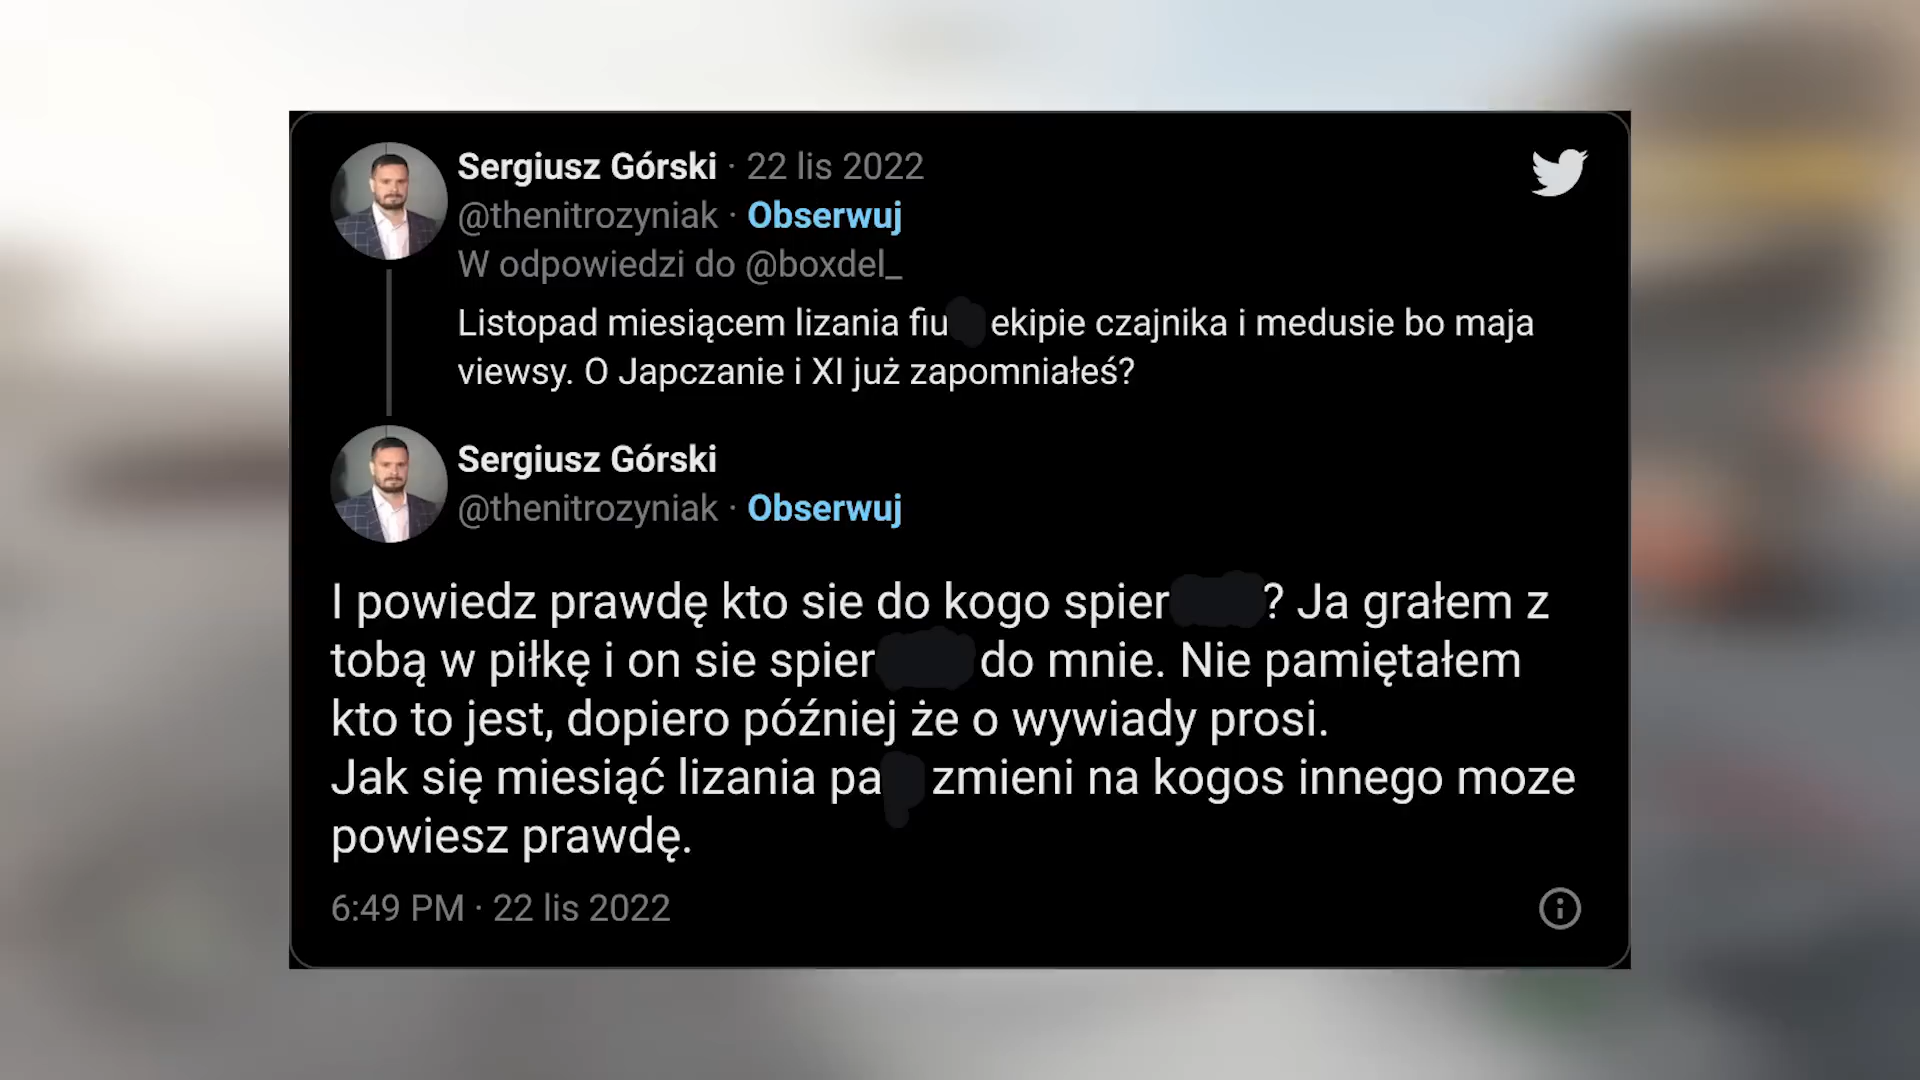 Sergiusz Górski · 22 lis 2022
@thenitrozyniak · Obserwuj
W odpowiedzi do @boxdel_
Listopad miesiącem lizania fiu ekipie czajnika i medusie bo maja
viewsy. O Japczanie i XI już zapomniałeś?
Sergiusz Górski
@thenitrozyniak · Obserwuj
I powiedz prawdę kto sie do kogo spier ? Ja grałem z
tobą w piłkę i on sie spier do mnie. Nie pamiętałem
kto to jest, dopiero później że o wywiady prosi.
Jak się miesiąć lizania pa zmieni na kogos innego moze
powiesz prawdę.
6:49 PM · 22 lis 2022